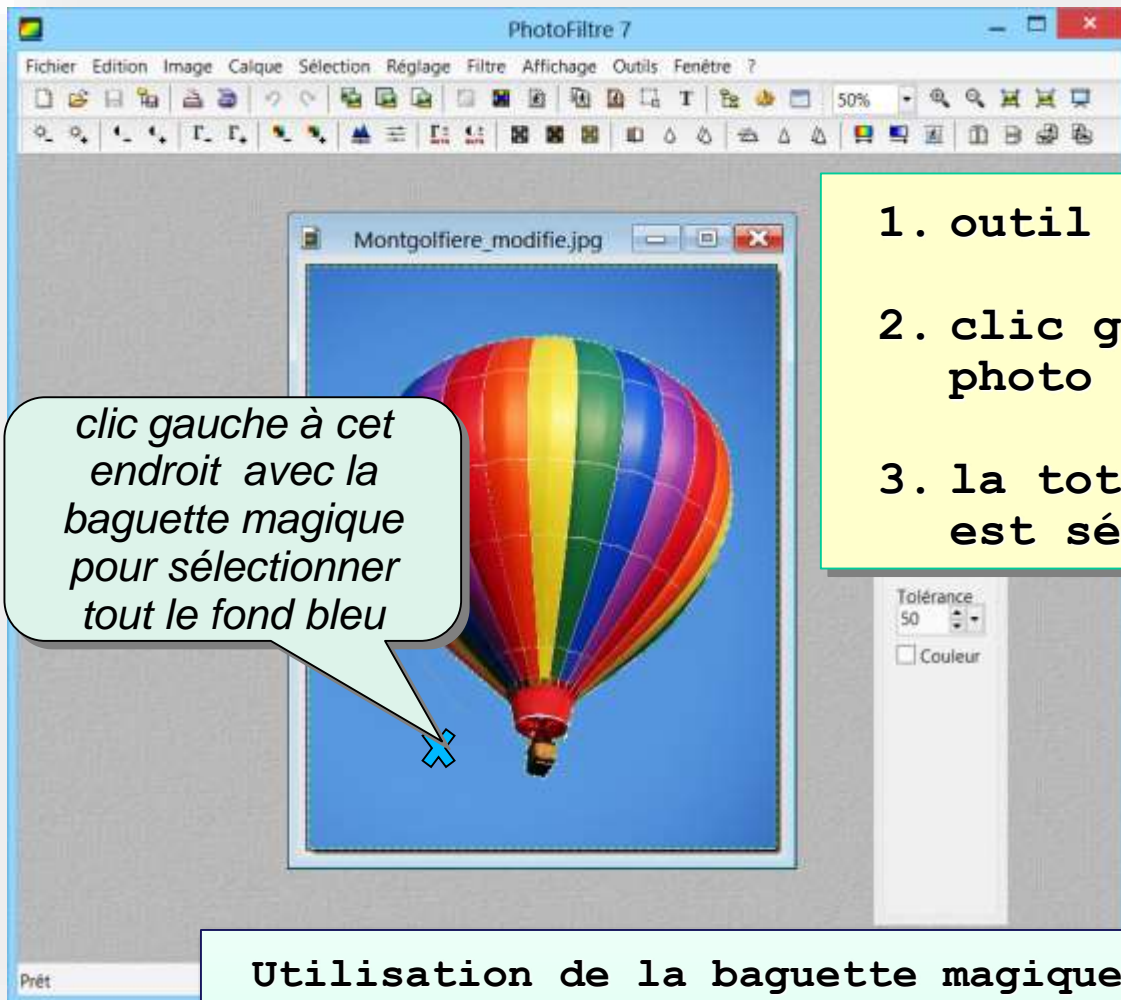 PhotoFiltre 7
Fichier Edition Image Calque Sélection Réglage Filtre Affichage Outils Fenêtre ?
50%
Montgolfiere_modifie.jpg
1. outil
2. clic g
photo
3. la tot
est sé
clic gauche à cet
endroit avec la
baguette magique
pour sélectionner
tout le fond bleu
Tolérance
50
Couleur
Prêt
Utilisation de la baguette magique